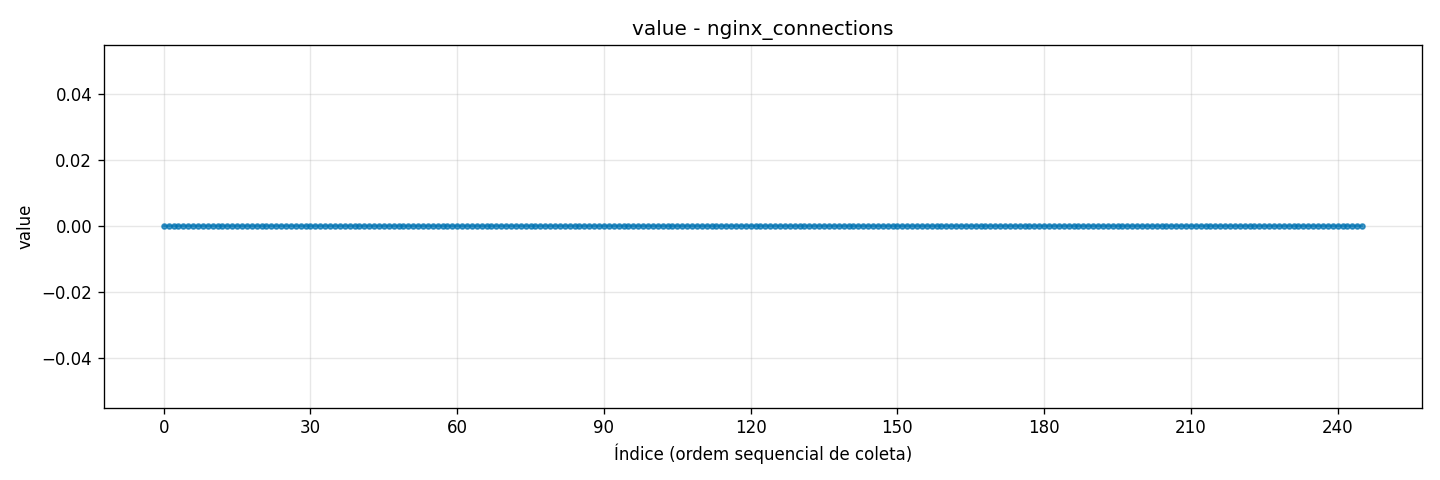 value - nginx_connections
0.04
0.02
0.00
−0.02
−0.04
value
0 30 60 90 120 150 180 210 240
Índice (ordem sequencial de coleta)